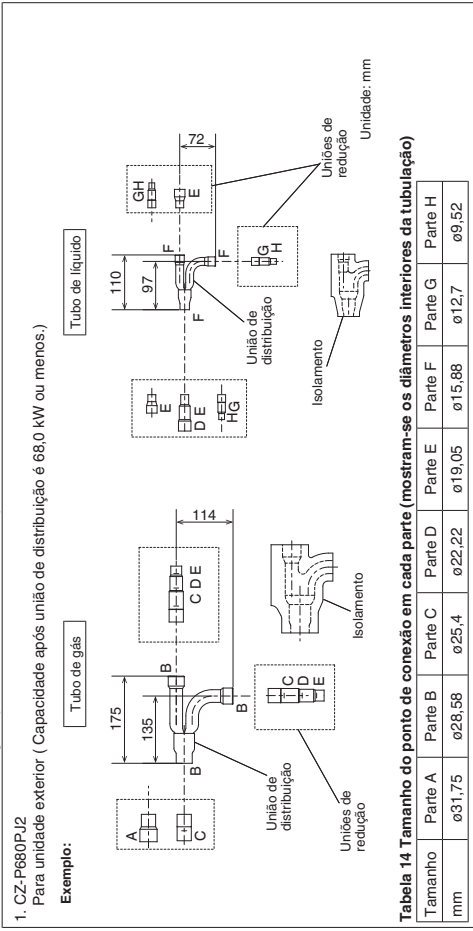 1. CZ-P680PJ2
Para unidade exterior ( Capacidade após união de distribuição é 68,0 kW ou menos.)
Exemplo:
Tubo de gás
175
135
A
C
B
B
B
114
C D E
União de
distribuição
C
D
E
Uniões de
redução
Isolamento
Tubo de líquido
110
97
E
D E
HG
F
F
F
União de
distribuição
GH
E
72
G
H
Uniões de
redução
Isolamento
Unidade: mm
Tabela 14 Tamanho do ponto de conexão em cada parte (mostram-se os diâmetros interiores da tubulação)
Tamanho Parte A Parte B Parte C Parte D Parte E Parte F Parte G Parte H
mm ø31,75 ø28,58 ø25,4 ø22,22 ø19,05 ø15,88 ø12,7 ø9,52